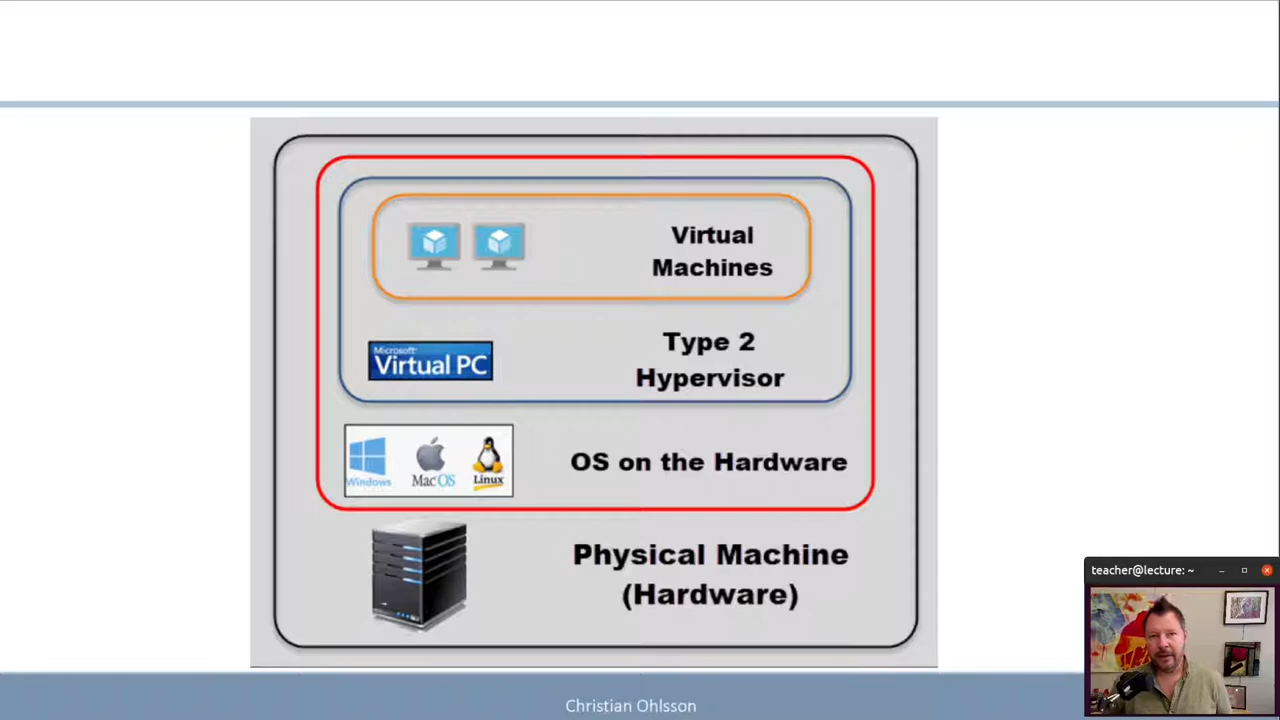 Virtual
Machines
Type 2
Hypervisor
Microsoft
Virtual PC
OS on the Hardware
Windows
MacOS
Linux
Physical Machine
(Hardware)
teacher@lecture: ~
Christian Ohlsson